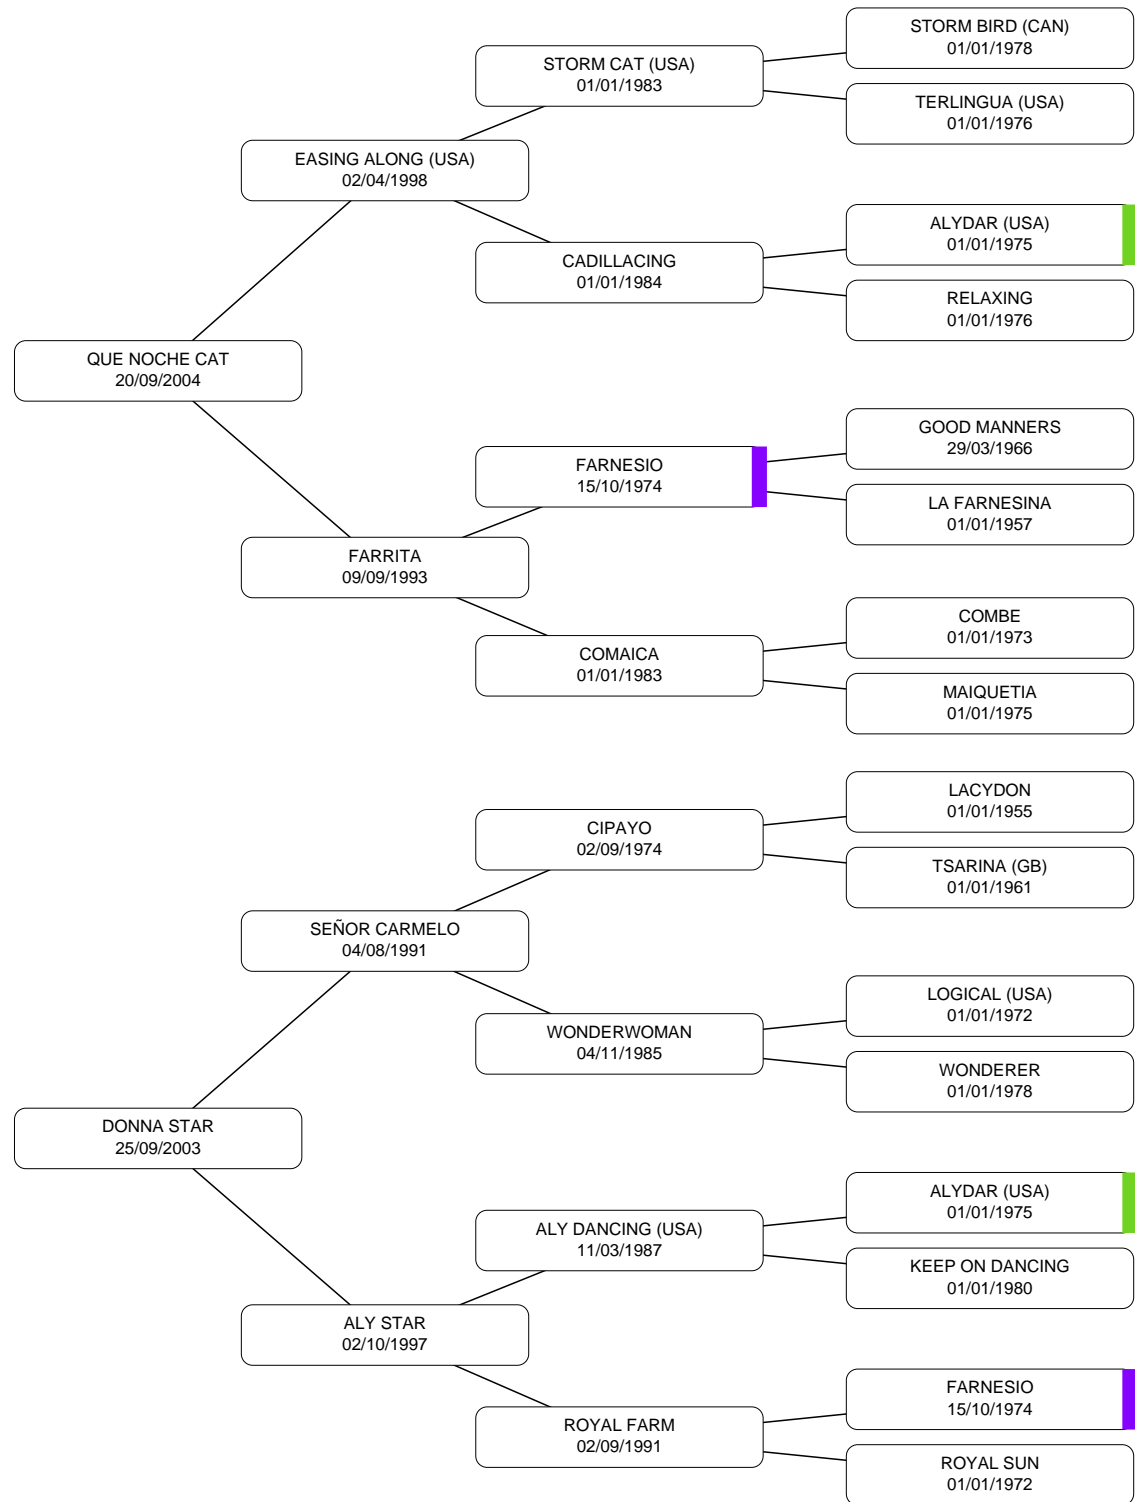 STORM BIRD (CAN)
01/01/1978
STORM CAT (USA)
01/01/1983
TERLINGUA (USA)
01/01/1976
EASING ALONG (USA)
02/04/1998
ALYDAR (USA)
01/01/1975
CADILLACING
01/01/1984
RELAXING
01/01/1976
QUE NOCHE CAT
20/09/2004
GOOD MANNERS
29/03/1966
FARNESIO
15/10/1974
LA FARNESINA
01/01/1957
FARRITA
09/09/1993
COMBE
01/01/1973
COMAICA
01/01/1983
MAIQUETIA
01/01/1975
LACYDON
01/01/1955
CIPAYO
02/09/1974
TSARINA (GB)
01/01/1961
SEÑOR CARMELO
04/08/1991
LOGICAL (USA)
01/01/1972
WONDERWOMAN
04/11/1985
WONDERER
01/01/1978
DONNA STAR
25/09/2003
ALYDAR (USA)
01/01/1975
ALY DANCING (USA)
11/03/1987
KEEP ON DANCING
01/01/1980
ALY STAR
02/10/1997
FARNESIO
15/10/1974
ROYAL FARM
02/09/1991
ROYAL SUN
01/01/1972